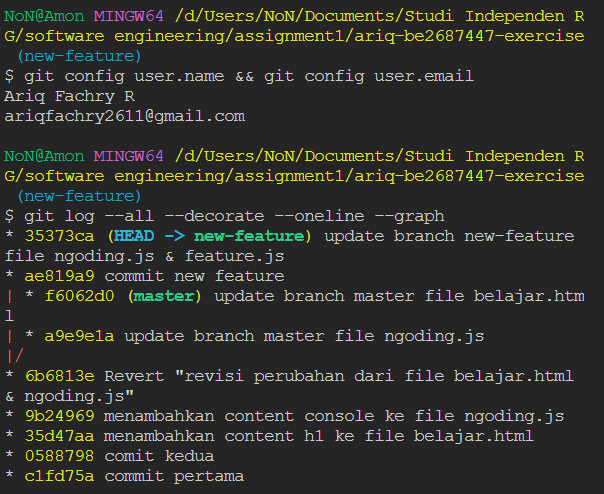 NoN@Amon MINGW64 /d/Users/NoN/Documents/Studi Independen R
G/software engineering/assignment1/ariq-be2687447-exercise
(new-feature)
$ git config user.name && git config user.email
Ariq Fachry R
ariqfachry2611@gmail.com
NoN@Amon MINGW64 /d/Users/NoN/Documents/Studi Independen R
G/software engineering/assignment1/ariq-be2687447-exercise
(new-feature)
$ git log --all --decorate --oneline --graph
* 35373ca (HEAD -> new-feature) update branch new-feature
file ngoding.js & feature.js
* ae819a9 commit new feature
| * f6062d0 (master) update branch master file belajar.htm
l
| * a9e9e1a update branch master file ngoding.js
|/
* 6b6813e Revert "revisi perubahan dari file belajar.html
& ngoding.js"
* 9b24969 menambahkan content console ke file ngoding.js
* 35d47aa menambahkan content h1 ke file belajar.html
* 0588798 comit kedua
* c1fd75a commit pertama